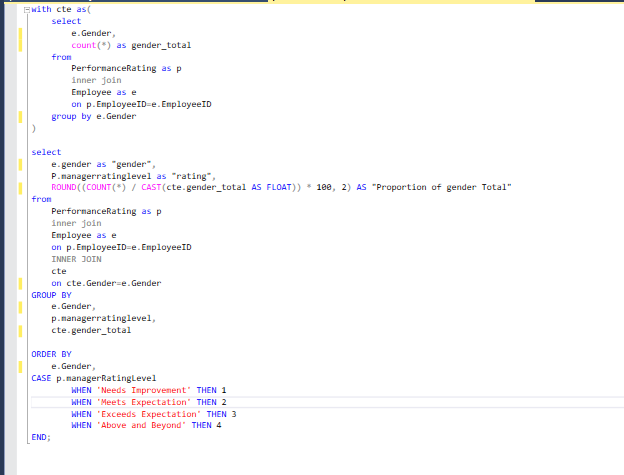 with cte as(
select
e.Gender,
count(*) as gender_total
from
PerformanceRating as p
inner join
Employee as e
on p.EmployeeID=e.EmployeeID
group by e.Gender
)
select
e.gender as "gender",
P.managerratinglevel as "rating",
ROUND((COUNT(*) / CAST(cte.gender_total AS FLOAT)) * 100, 2) AS "Proportion of gender Total"
from
PerformanceRating as p
inner join
Employee as e
on p.EmployeeID=e.EmployeeID
INNER JOIN
cte
on cte.Gender=e.Gender
GROUP BY
e.Gender,
p.managerratinglevel,
cte.gender_total
ORDER BY
e.Gender,
CASE p.managerRatingLevel
WHEN 'Needs Improvement' THEN 1
WHEN 'Meets Expectation' THEN 2
WHEN 'Exceeds Expectation' THEN 3
WHEN 'Above and Beyond' THEN 4
END;